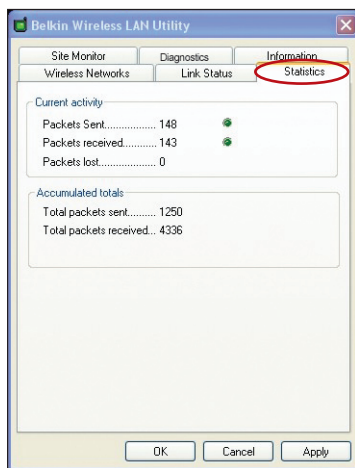 Belkin Wireless LAN Utility
Site Monitor Diagnostics Information
Wireless Networks Link Status Statistics
Current activity
Packets Sent.................. 148
Packets received............ 143
Packets lost.................... 0
Accumulated totals
Total packets sent.......... 1250
Total packets received... 4336
OK Cancel Apply